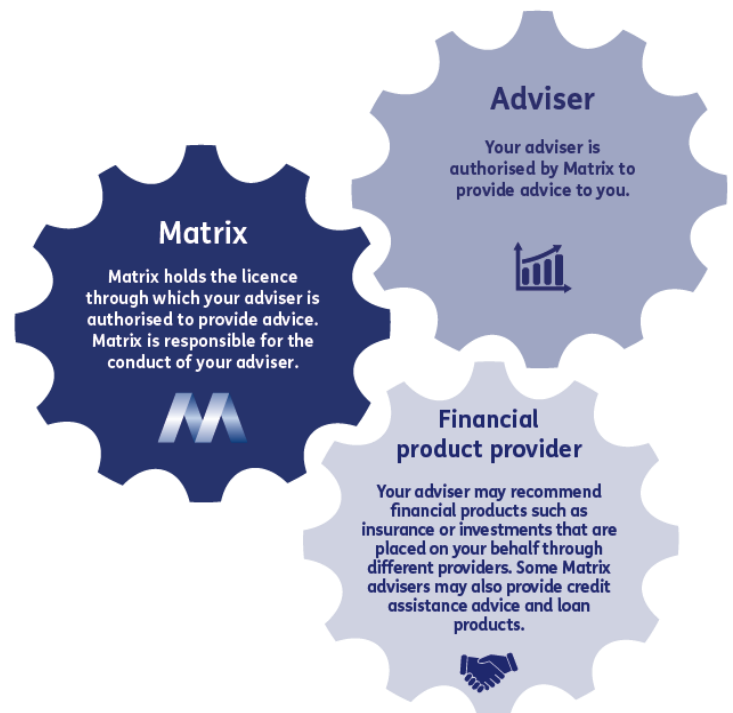 Adviser
Your adviser is
authorised by Matrix to
provide advice to you.
Matrix
Matrix holds the licence
through which your adviser is
authorised to provide advice.
Matrix is responsible for the
conduct of your adviser.
Financial
product provider
Your adviser may recommend
financial products such as
insurance or investments that are
placed on your behalf through
different providers. Some Matrix
advisers may also provide credit
assistance advice and loan
products.